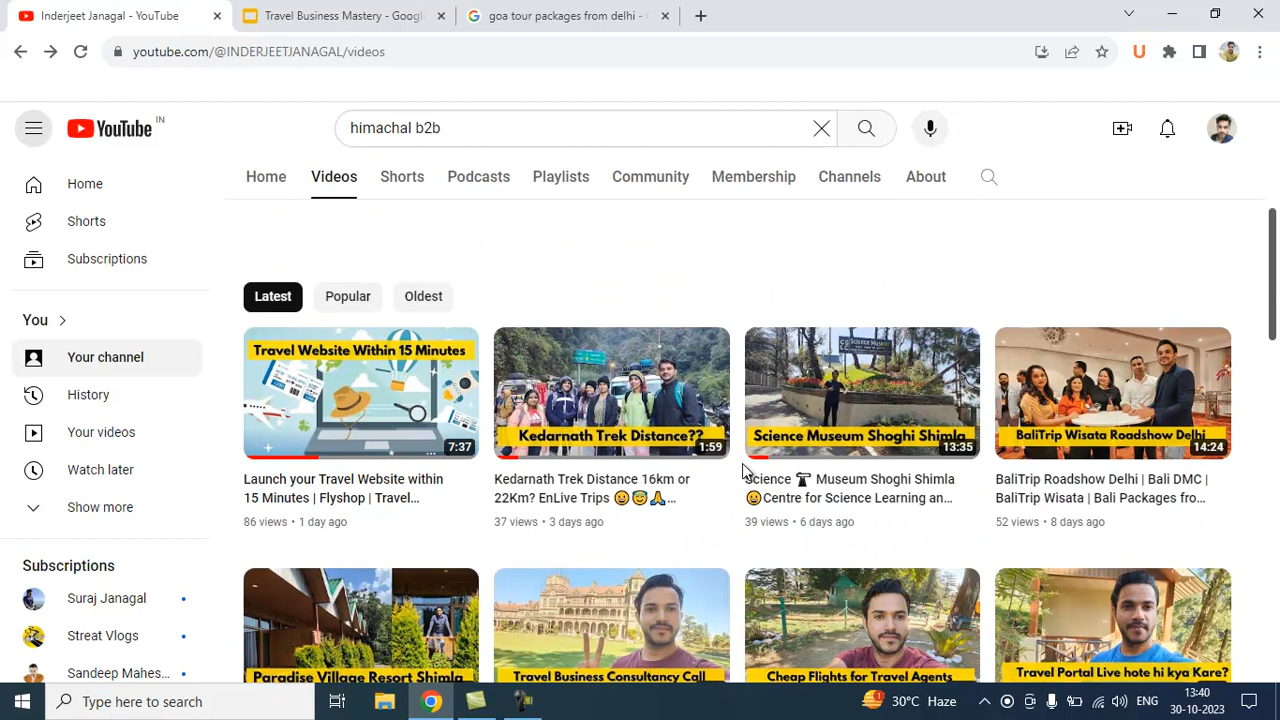 Inderjeet Janagal - YouTube
Travel Business Mastery - Googl
goa tour packages from delhi -
youtube.com/@INDERJEETJANAGAL/videos
YouTube IN
himachal b2b
Home Videos Shorts Podcasts Playlists Community Membership Channels About
Home
Shorts
Subscriptions
You
Your channel
History
Your videos
Watch later
Show more
Subscriptions
Suraj Janagal
Streat Vlogs
Sandeep Mahes...
Latest Popular Oldest
Travel Website Within 15 Minutes
7:37
Launch your Travel Website within
15 Minutes | Flyshop | Travel...
86 views • 1 day ago
Kedarnath Trek Distance??
1:59
Kedarnath Trek Distance 16km or
22Km? EnLive Trips 😀😇🙏...
37 views • 3 days ago
Science Museum Shoghi Shimla
13:35
Science Museum Shoghi Shimla
😀Centre for Science Learning an...
39 views • 6 days ago
BaliTrip Wisata Roadshow Delhi
14:24
BaliTrip Roadshow Delhi | Bali DMC |
BaliTrip Wisata | Bali Packages fro...
52 views • 8 days ago
Paradise Village Resort Shimla
Travel Business Consultancy Call
Cheap Flights for Travel Agents
Travel Portal Live hote hi kya Kare?
Type here to search
30°C Haze
ENG
13:40
30-10-2023